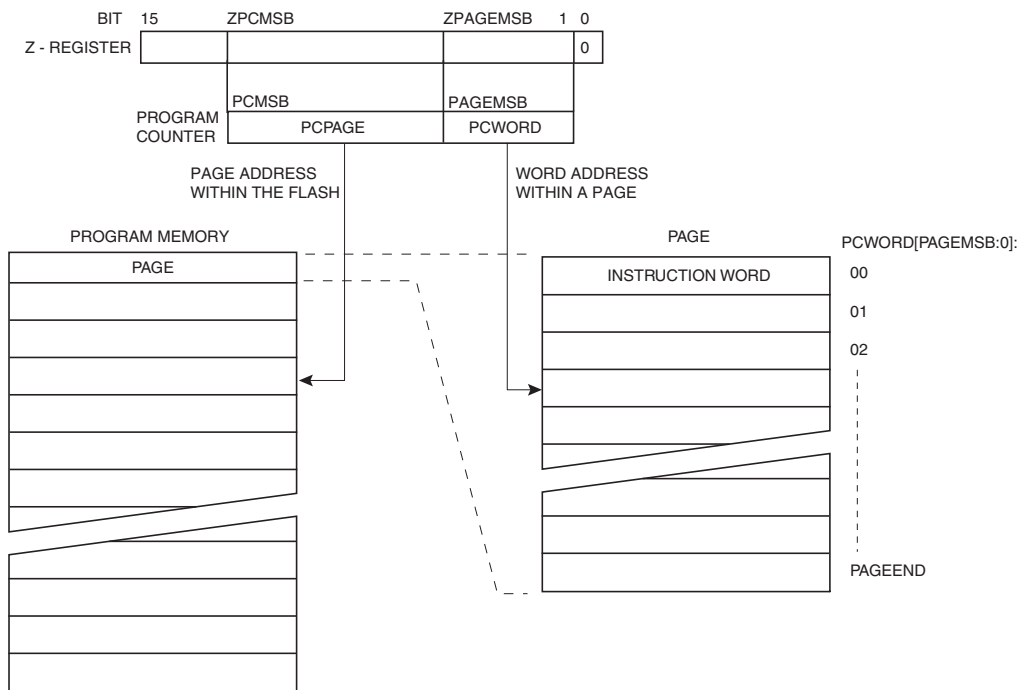 BIT 15 ZPCMSB ZPAGEMSB 1 0
Z - REGISTER 0
PCMSB PAGEMSB
PROGRAM
COUNTER
PCPAGE PCWORD
PAGE ADDRESS
WITHIN THE FLASH
WORD ADDRESS
WITHIN A PAGE
PROGRAM MEMORY
PAGE
PAGE
PCWORD[PAGEMSB:0]:
INSTRUCTION WORD
00
01
02
PAGEEND